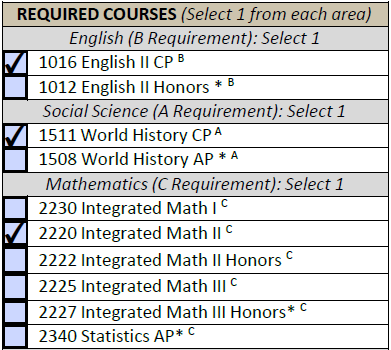 REQUIRED COURSES (Select 1 from each area)
English (B Requirement): Select 1
1016 English II CP B
1012 English II Honors * B
Social Science (A Requirement): Select 1
1511 World History CP A
1508 World History AP * A
Mathematics (C Requirement): Select 1
2230 Integrated Math I C
2220 Integrated Math II C
2222 Integrated Math II Honors C
2225 Integrated Math III C
2227 Integrated Math III Honors* C
2340 Statistics AP* C